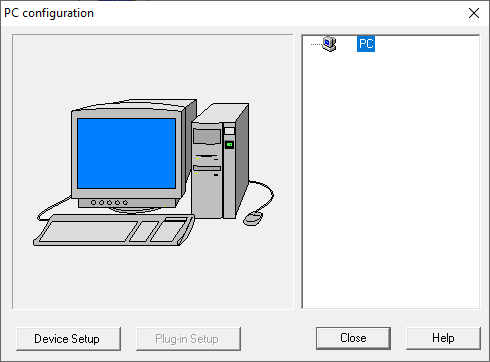 PC configuration
PC
Device Setup
Plug-in Setup
Close
Help